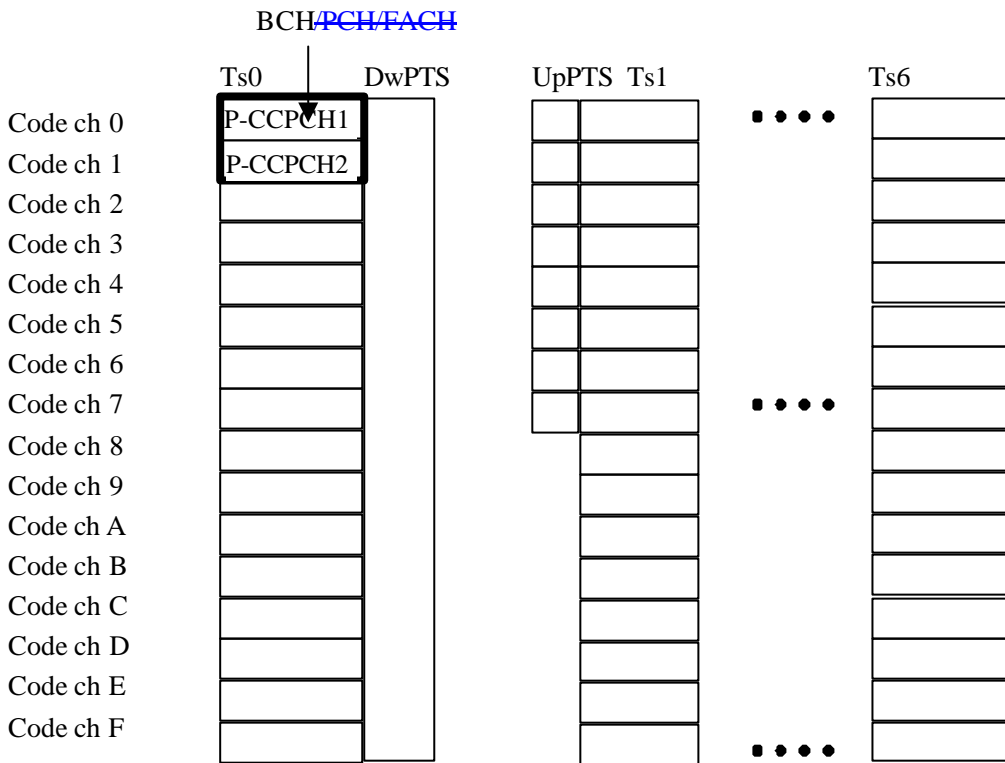 BCH/PCH/FACH
Ts0 DwPTS UpPTS Ts1 Ts6
Code ch 0 P-CCPCH1
Code ch 1 P-CCPCH2
Code ch 2
Code ch 3
Code ch 4
Code ch 5
Code ch 6
Code ch 7
Code ch 8
Code ch 9
Code ch A
Code ch B
Code ch C
Code ch D
Code ch E
Code ch F